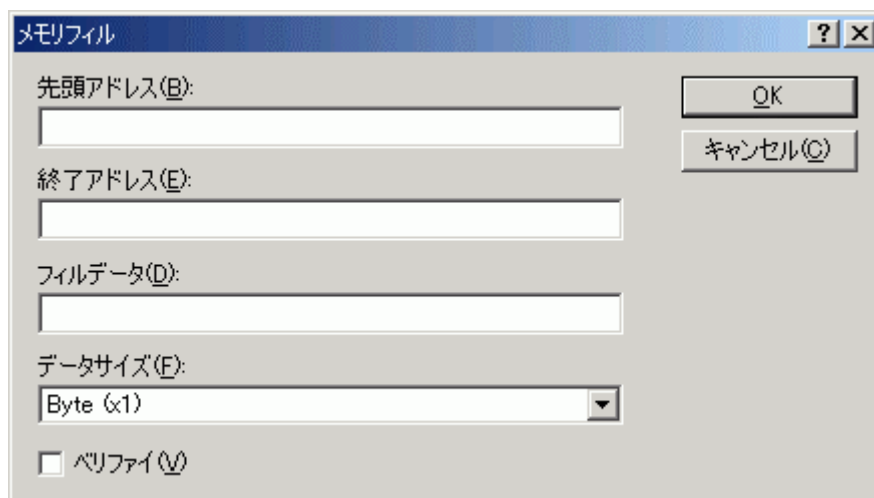 メモリフィル
先頭アドレス(B):
OK
キャンセル(C)
終了アドレス(E):
フィルデータ(D):
データサイズ(F):
Byte (x1)
ベリファイ(V)